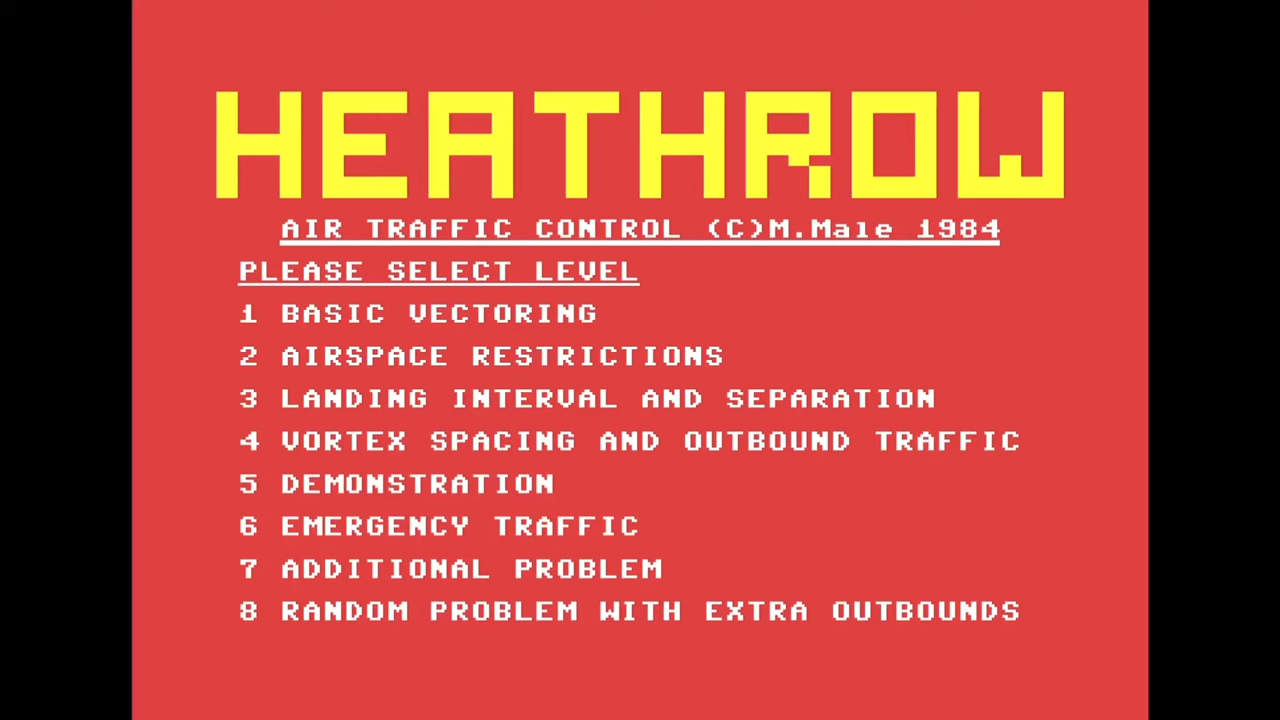 HEATHROW
AIR TRAFFIC CONTROL (C)M.Male 1984
PLEASE SELECT LEVEL
1 BASIC VECTORING
2 AIRSPACE RESTRICTIONS
3 LANDING INTERVAL AND SEPARATION
4 VORTEX SPACING AND OUTBOUND TRAFFIC
5 DEMONSTRATION
6 EMERGENCY TRAFFIC
7 ADDITIONAL PROBLEM
8 RANDOM PROBLEM WITH EXTRA OUTBOUNDS